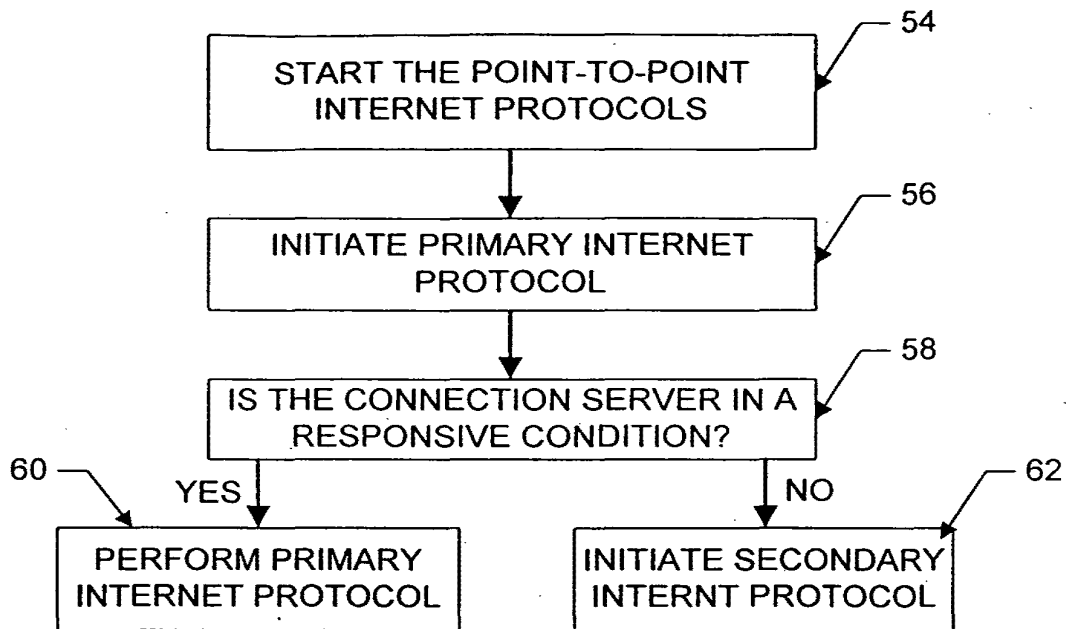 54
START THE POINT-TO-POINT
INTERNET PROTOCOLS
56
INITIATE PRIMARY INTERNET
PROTOCOL
58
IS THE CONNECTION SERVER IN A
RESPONSIVE CONDITION?
60
YES
NO
62
PERFORM PRIMARY
INTERNET PROTOCOL
INITIATE SECONDARY
INTERNT PROTOCOL